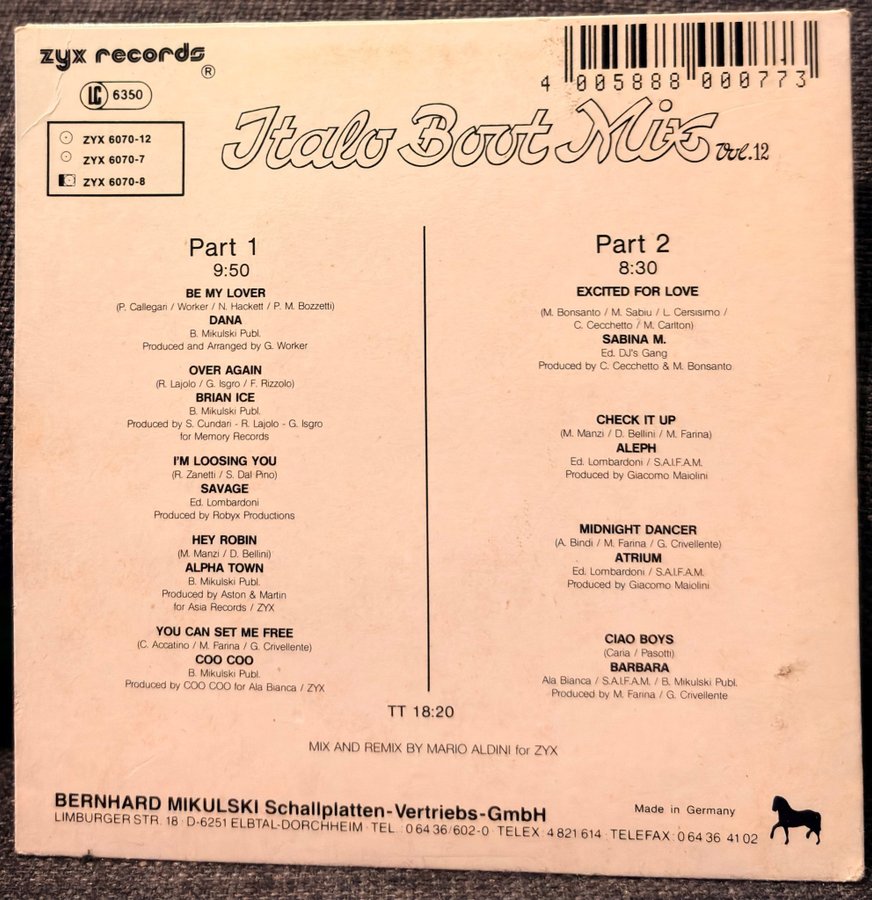 zyx records
®
LC 6350
ZYX 6070-12
ZYX 6070-7
ZYX 6070-8
4 005888 000773
Italo Boot Mix Vol.12
Part 1
9:50
BE MY LOVER
(P. Callegari / Worker / N. Hackett / P. M. Bozzetti)
DANA
B. Mikulski Publ.
Produced and Arranged by G. Worker
OVER AGAIN
(R. Lajolo / G. Isgro / F. Rizzolo)
BRIAN ICE
B. Mikulski Publ.
Produced by S. Cundari - R. Lajolo - G. Isgro
for Memory Records
I'M LOOSING YOU
(R. Zanetti / S. Dal Pino)
SAVAGE
Ed. Lombardoni
Produced by Robyx Productions
HEY ROBIN
(M. Manzi / D. Bellini)
ALPHA TOWN
B. Mikulski Publ.
Produced by Aston & Martin
for Asia Records / ZYX
YOU CAN SET ME FREE
(C. Accatino / M. Farina / G. Crivellente)
COO COO
B. Mikulski Publ.
Produced by COO COO for Ala Bianca / ZYX
Part 2
8:30
EXCITED FOR LOVE
(M. Bonsanto / M. Sabiu / L. Cersisimo /
C. Cecchetto / M. Carlton)
SABINA M.
Ed. DJ's Gang
Produced by C. Cecchetto & M. Bonsanto
CHECK IT UP
(M. Manzi / D. Bellini / M. Farina)
ALEPH
Ed. Lombardoni / S.A.I.F.A.M.
Produced by Giacomo Maiolini
MIDNIGHT DANCER
(A. Bindi / M. Farina / G. Crivellente)
ATRIUM
Ed. Lombardoni / S.A.I.F.A.M.
Produced by Giacomo Maiolini
CIAO BOYS
(Caria / Pasotti)
BARBARA
Ala Bianca / S.A.I.F.A.M. / B. Mikulski Publ.
Produced by M. Farina / G. Crivellente
TT 18:20
MIX AND REMIX BY MARIO ALDINI for ZYX
BERNHARD MIKULSKI Schallplatten-Vertriebs-GmbH
LIMBURGER STR. 18 · D-6251 ELBTAL-DORCHHEIM · TEL.: 0 64 36/602-0 · TELEX: 4 821 614 · TELEFAX: 0 64 36 41 02
Made in Germany